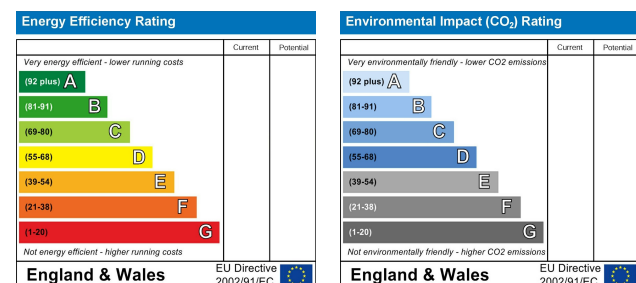 Energy Efficiency Rating
Current Potential
Very energy efficient - lower running costs
(92 plus) A
(81-91) B
(69-80) C
(55-68) D
(39-54) E
(21-38) F
(1-20) G
Not energy efficient - higher running costs
England & Wales
EU Directive
2002/91/EC
Environmental Impact (CO2) Rating
Current Potential
Very environmentally friendly - lower CO2 emissions
(92 plus) A
(81-91) B
(69-80) C
(55-68) D
(39-54) E
(21-38) F
(1-20) G
Not environmentally friendly - higher CO2 emissions
England & Wales
EU Directive
2002/91/EC